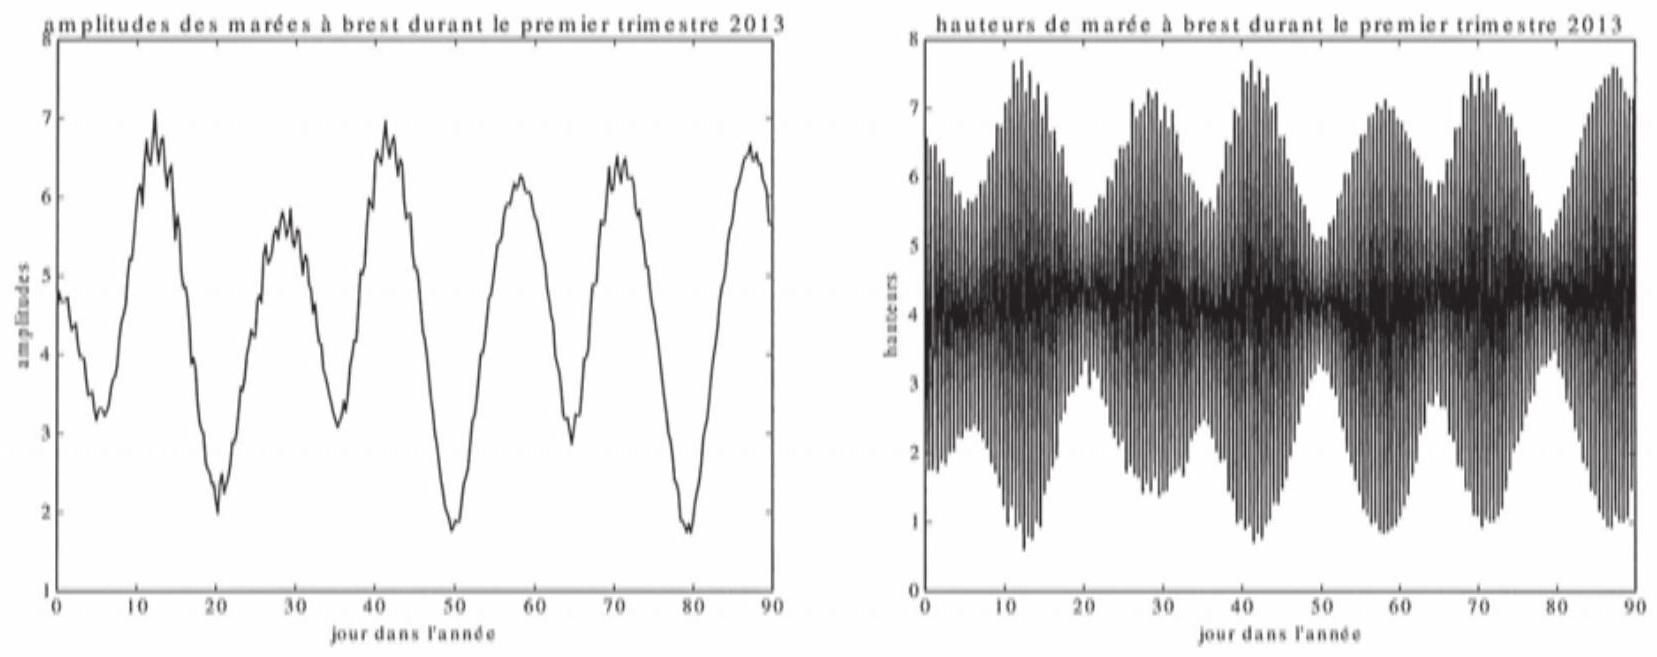 amplitudes des marées à brest durant le premier trimestre 2013
8
7
6
5
4
3
2
1
amplitudes
0 10 20 30 40 50 60 70 80 90
jour dans l'année
hauteurs de marée à brest durant le premier trimestre 2013
8
7
6
5
4
3
2
1
0
hauteurs
0 10 20 30 40 50 60 70 80 90
jour dans l'année